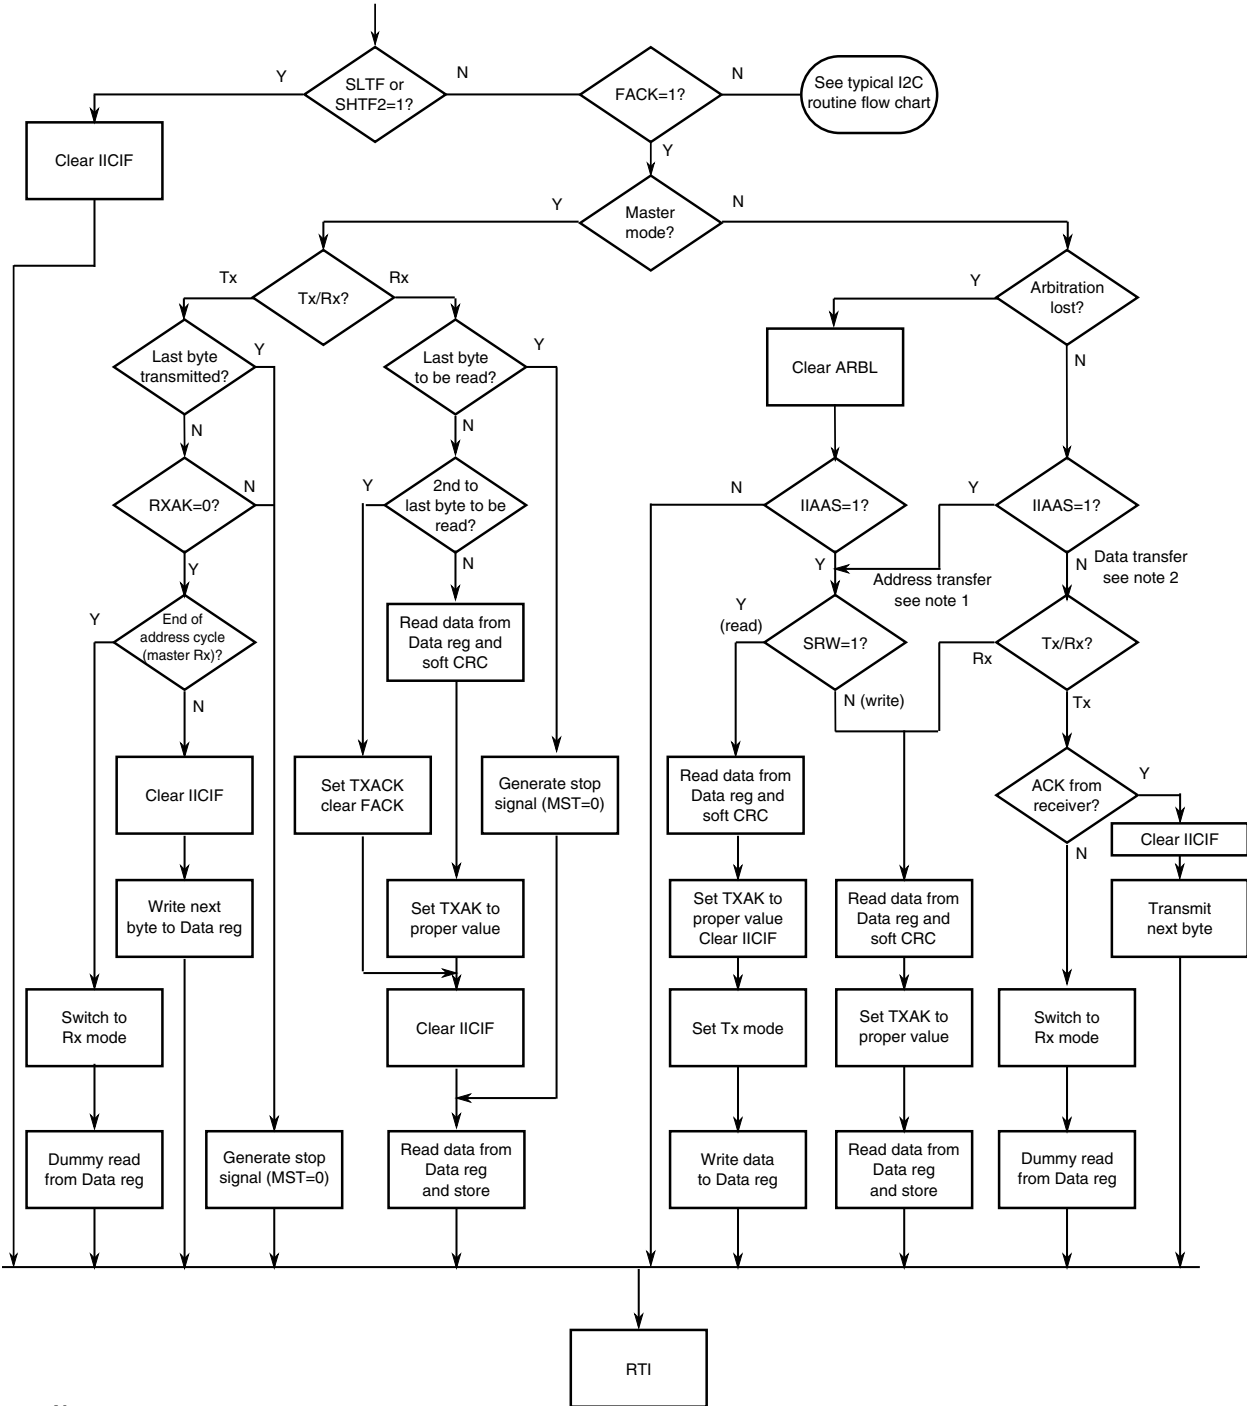 Y
SLTF or
SHTF2=1?
N
FACK=1?
N
See typical I2C
routine flow chart
Clear IICIF
Y
Y
Master
mode?
N
Tx
Tx/Rx?
Rx
Y
Arbitration
lost?
Last byte
transmitted?
Y
Last byte
to be read?
Y
Clear ARBL
N
N
N
RXAK=0?
N
Y
2nd to
last byte to be
read?
N
IIAAS=1?
Y
IIAAS=1?
Y
N
Y
Address transfer
see note 1
N
Data transfer
see note 2
Y
End of
address cycle
(master Rx)?
Read data from
Data reg and
soft CRC
Y
(read)
SRW=1?
Rx
Tx/Rx?
N
N (write)
Tx
Clear IICIF
Set TXACK
clear FACK
Generate stop
signal (MST=0)
Read data from
Data reg and
soft CRC
ACK from
receiver?
Y
Clear IICIF
N
Write next
byte to Data reg
Set TXAK to
proper value
Set TXAK to
proper value
Clear IICIF
Read data from
Data reg and
soft CRC
Transmit
next byte
Switch to
Rx mode
Clear IICIF
Set Tx mode
Set TXAK to
proper value
Switch to
Rx mode
Dummy read
from Data reg
Generate stop
signal (MST=0)
Read data from
Data reg
and store
Write data
to Data reg
Read data from
Data reg
and store
Dummy read
from Data reg
RTI